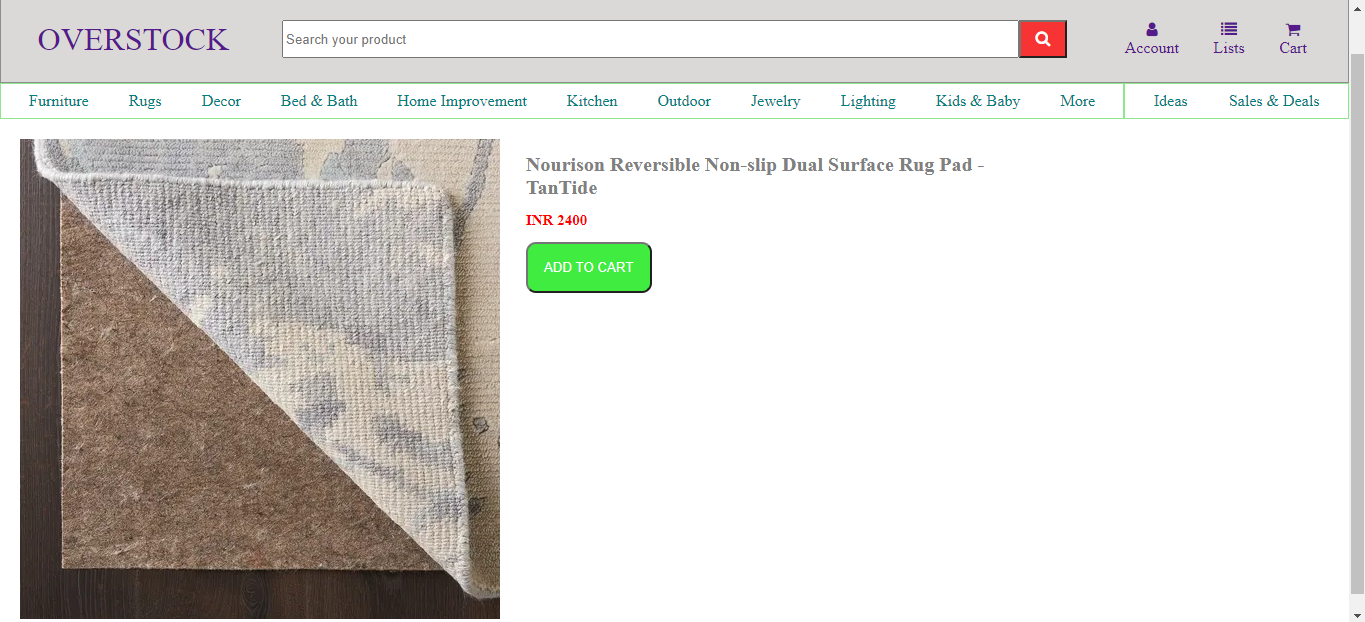 OVERSTOCK
Search your product
Account
Lists
Cart
Furniture Rugs Decor Bed & Bath Home Improvement Kitchen Outdoor Jewelry Lighting Kids & Baby More Ideas Sales & Deals
Nourison Reversible Non-slip Dual Surface Rug Pad -
TanTide
INR 2400
ADD TO CART